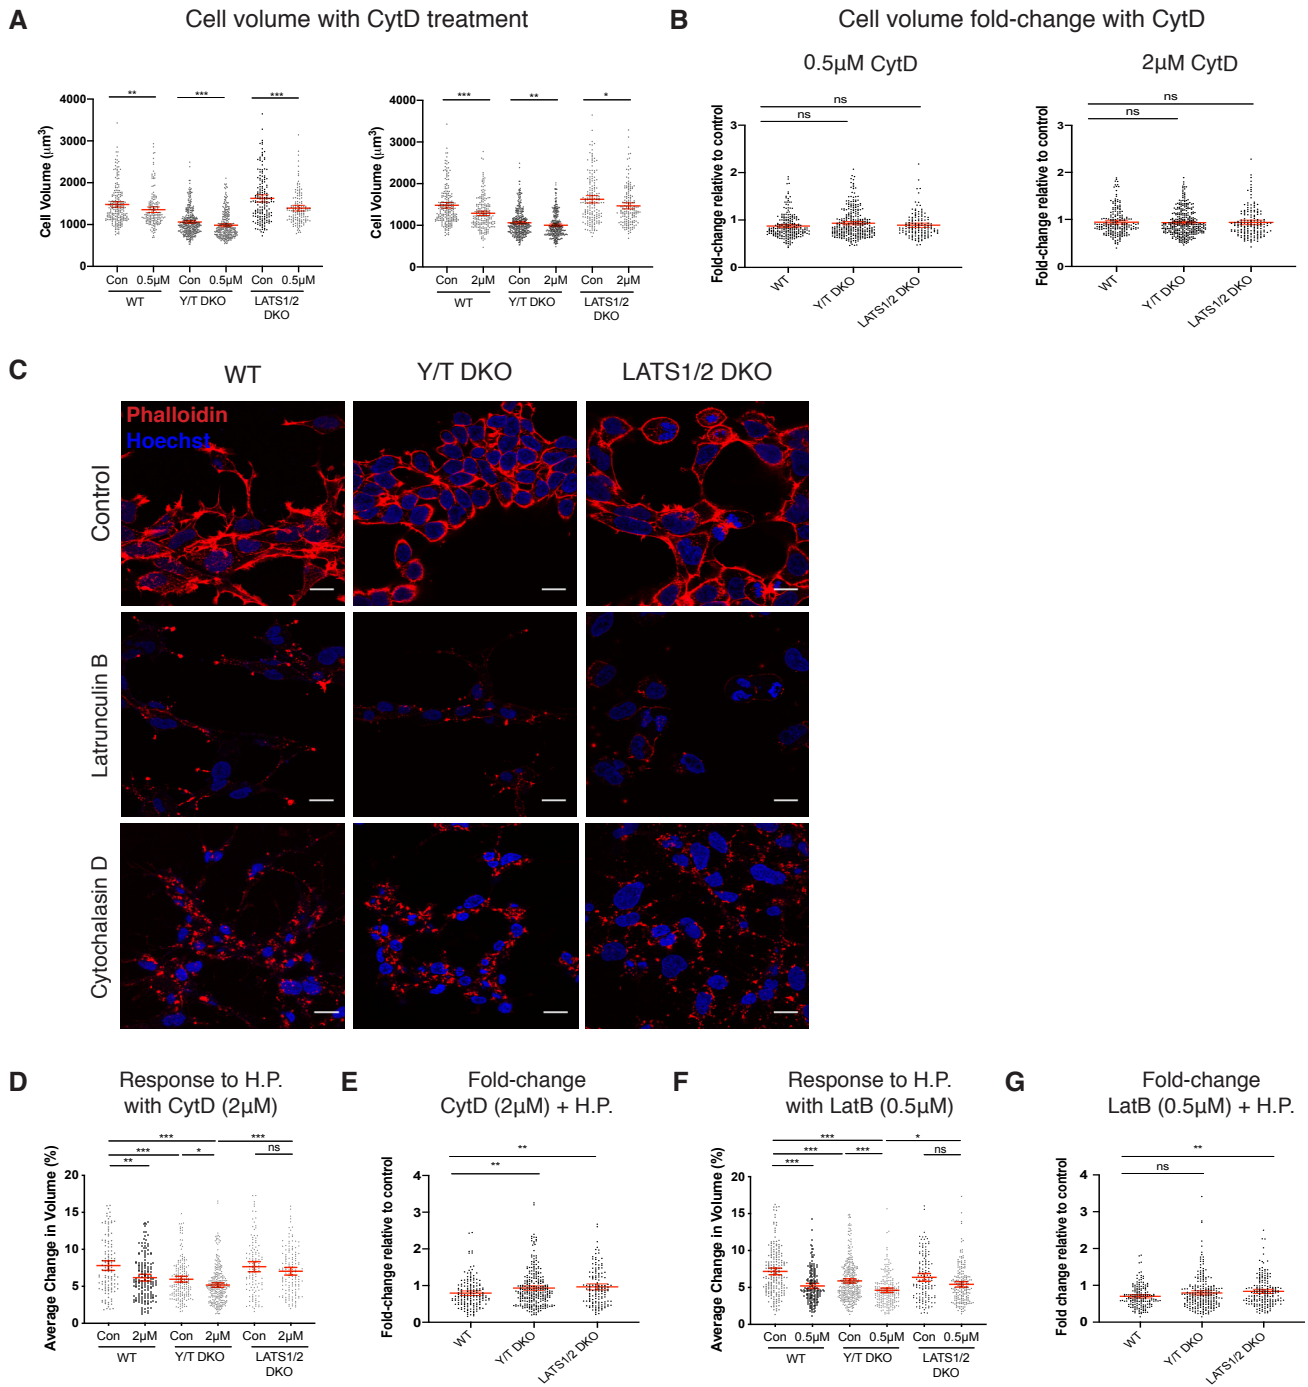 A
Cell volume with CytD treatment
Cell Volume (μm³)
4000
3000
2000
1000
0
** *** ***
Con 0.5μM Con 0.5μM Con 0.5μM
WT Y/T DKO LATS1/2 DKO
Cell Volume (μm³)
4000
3000
2000
1000
0
*** ** *
Con 2μM Con 2μM Con 2μM
WT Y/T DKO LATS1/2 DKO
B
Cell volume fold-change with CytD
0.5μM CytD
Fold-change relative to control
3
2
1
0
ns
ns
WT Y/T DKO LATS1/2 DKO
2μM CytD
Fold-change relative to control
3
2
1
0
ns
ns
WT Y/T DKO LATS1/2 DKO
C
WT Y/T DKO LATS1/2 DKO
Phalloidin
Hoechst
Control
Latrunculin B
Cytochalasin D
D
Response to H.P.
with CytD (2μM)
Average Change in Volume (%)
20
15
10
5
0
*** ***
*** * ns
**
Con 2μM Con 2μM Con 2μM
WT Y/T DKO LATS1/2
DKO
E
Fold-change
CytD (2μM) + H.P.
Fold-change relative to control
4
3
2
1
0
**
**
WT Y/T DKO LATS1/2 DKO
F
Response to H.P.
with LatB (0.5μM)
Average Change in Volume (%)
20
15
10
5
0
*** *
*** *** ns
***
Con 0.5μM Con 0.5μM Con 0.5μM
WT Y/T DKO LATS1/2
DKO
G
Fold-change
LatB (0.5μM) + H.P.
Fold change relative to control
4
3
2
1
0
**
ns
WT Y/T DKO LATS1/2 DKO